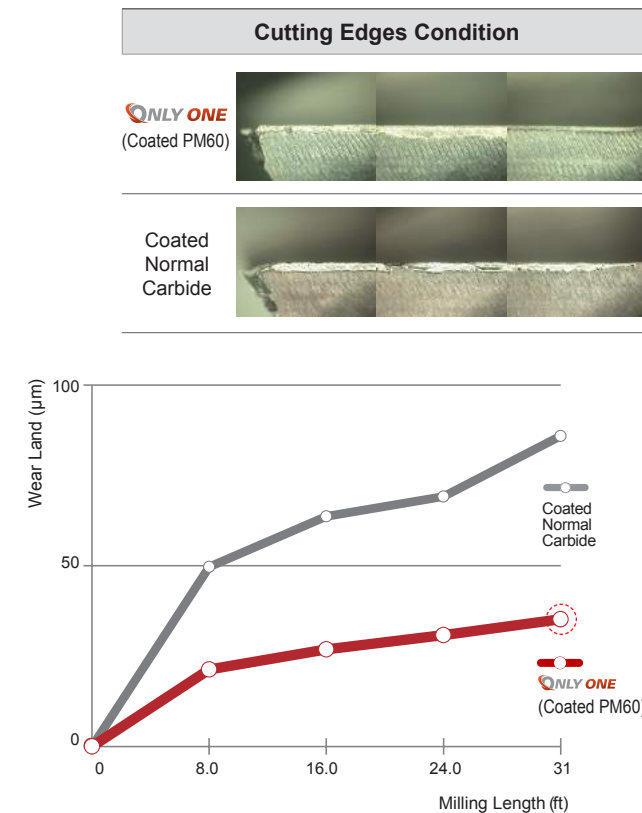 Cutting Edges Condition
ONLY ONE
(Coated PM60)
Coated
Normal
Carbide
Wear Land (μm)
100
50
0
0
8.0
16.0
24.0
31
Milling Length (ft)
Coated
Normal
Carbide
ONLY ONE
(Coated PM60)